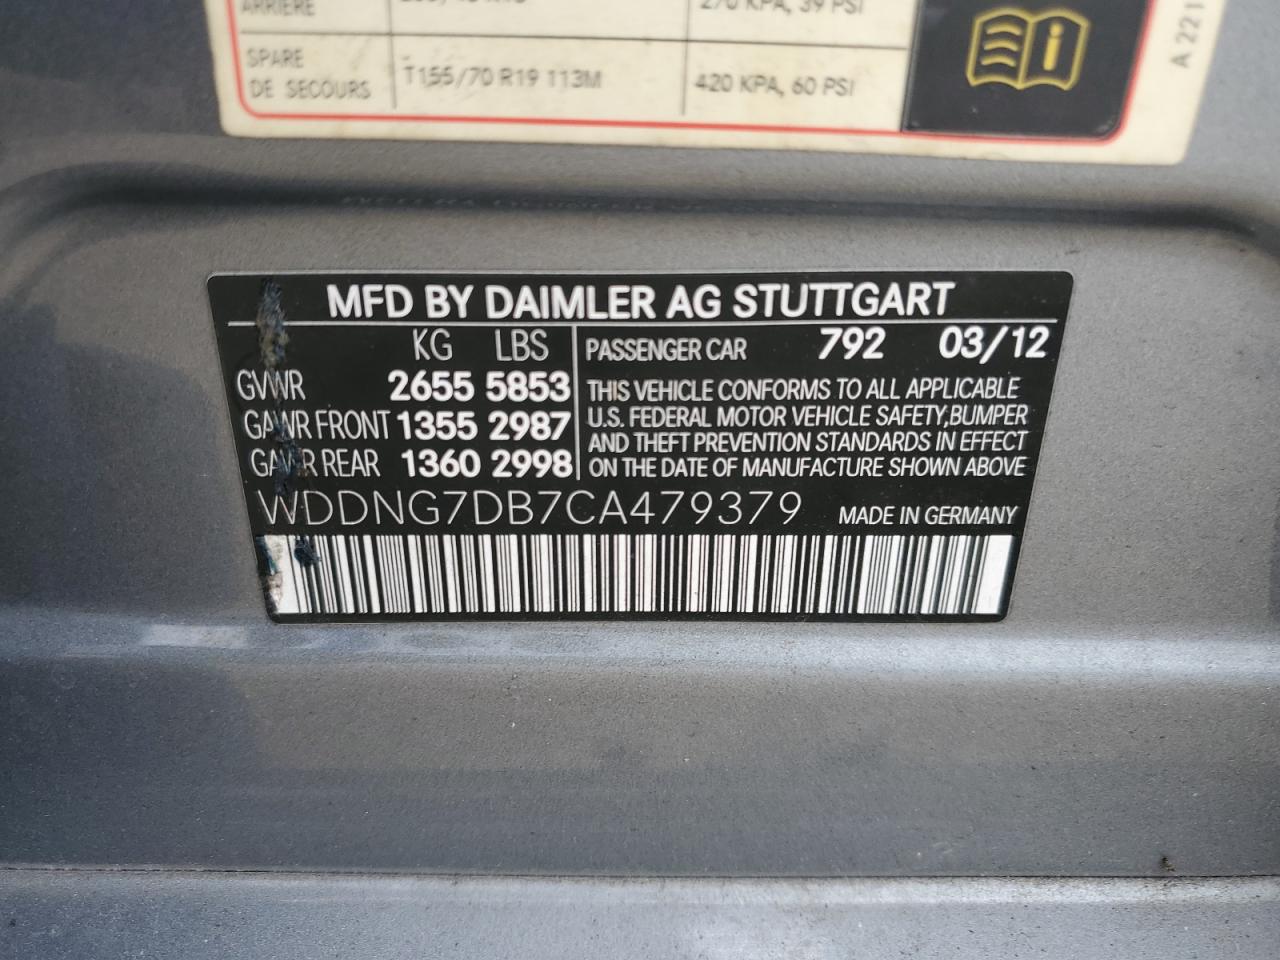 ARRIÈRE 270 KPA, 39 PSI
SPARE
DE SECOURS T155/70 R19 113M 420 KPA, 60 PSI
A 221
MFD BY DAIMLER AG STUTTGART
KG LBS
GVWR 2655 5853
GAWR FRONT 1355 2987
GAWR REAR 1360 2998
PASSENGER CAR 792 03/12
THIS VEHICLE CONFORMS TO ALL APPLICABLE
U.S. FEDERAL MOTOR VEHICLE SAFETY,BUMPER
AND THEFT PREVENTION STANDARDS IN EFFECT
ON THE DATE OF MANUFACTURE SHOWN ABOVE
WDDNG7DB7CA479379 MADE IN GERMANY